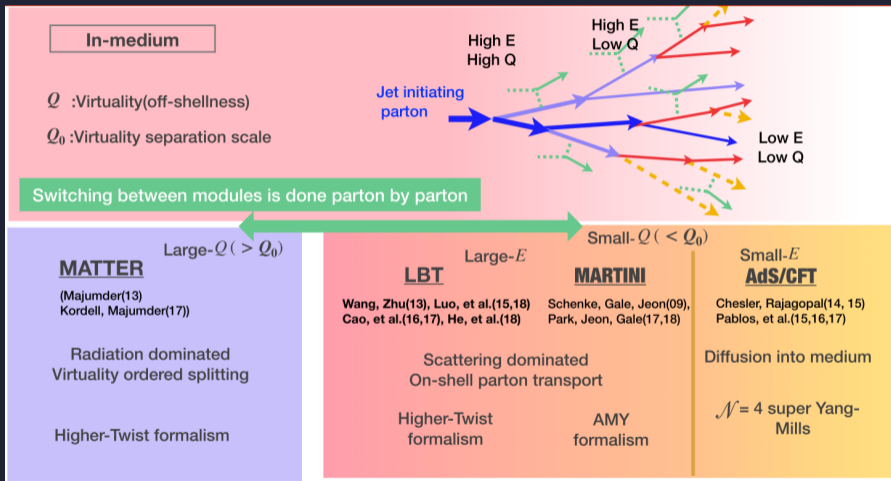 In-medium
Q :Virtuality(off-shellness)
Q₀ :Virtuality separation scale
High E
High Q
High E
Low Q
Jet initiating
parton
Low E
Low Q
Switching between modules is done parton by parton
Large-Q ( > Q₀)
MATTER
(Majumder(13)
Kordell, Majumder(17))
Radiation dominated
Virtuality ordered splitting
Higher-Twist formalism
Small- Q ( < Q₀)
Large-E
LBT
Wang, Zhu(13), Luo, et.al(15,18)
Cao, et.al.(16,17), He, et.al.(18)
MARTINI
Schenke, Gale, Jeon(09),
Park, Jeon, Gale(17,18)
Scattering dominated
On-shell parton transport
Higher-Twist
formalism
AMY
formalism
Small-E
AdS/CFT
Chesler, Rajagopal(14, 15)
Pablos, et.al.(15,16,17)
Diffusion into medium
𝒩 = 4 super Yang-
Mills